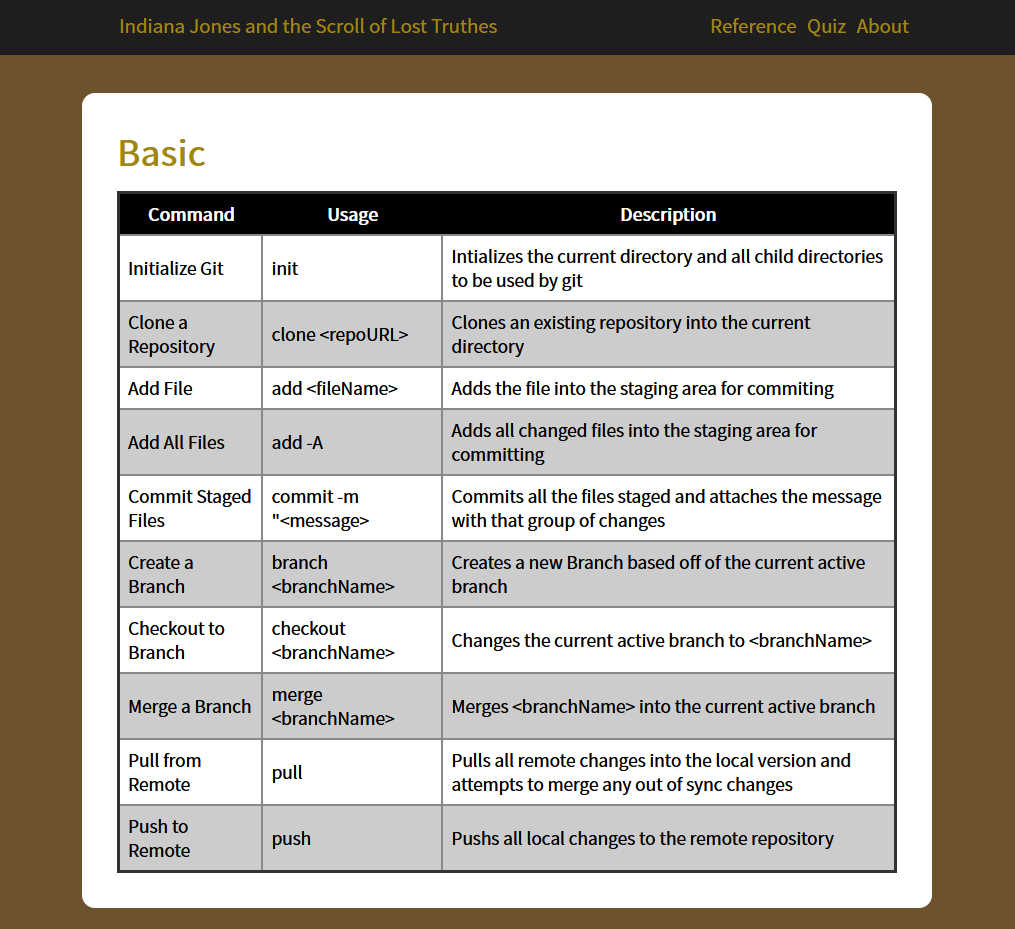 Indiana Jones and the Scroll of Lost Truthes
Reference Quiz About
Basic
Command Usage Description
Initialize Git
init
Intializes the current directory and all child directories
to be used by git
Clone a
Repository
clone <repoURL>
Clones an existing repository into the current
directory
Add File
add <fileName>
Adds the file into the staging area for commiting
Add All Files
add -A
Adds all changed files into the staging area for
committing
Commit Staged
Files
commit -m
"<message>
Commits all the files staged and attaches the message
with that group of changes
Create a
Branch
branch
<branchName>
Creates a new Branch based off of the current active
branch
Checkout to
Branch
checkout
<branchName>
Changes the current active branch to <branchName>
Merge a Branch
merge
<branchName>
Merges <branchName> into the current active branch
Pull from
Remote
pull
Pulls all remote changes into the local version and
attempts to merge any out of sync changes
Push to
Remote
push
Pushs all local changes to the remote repository